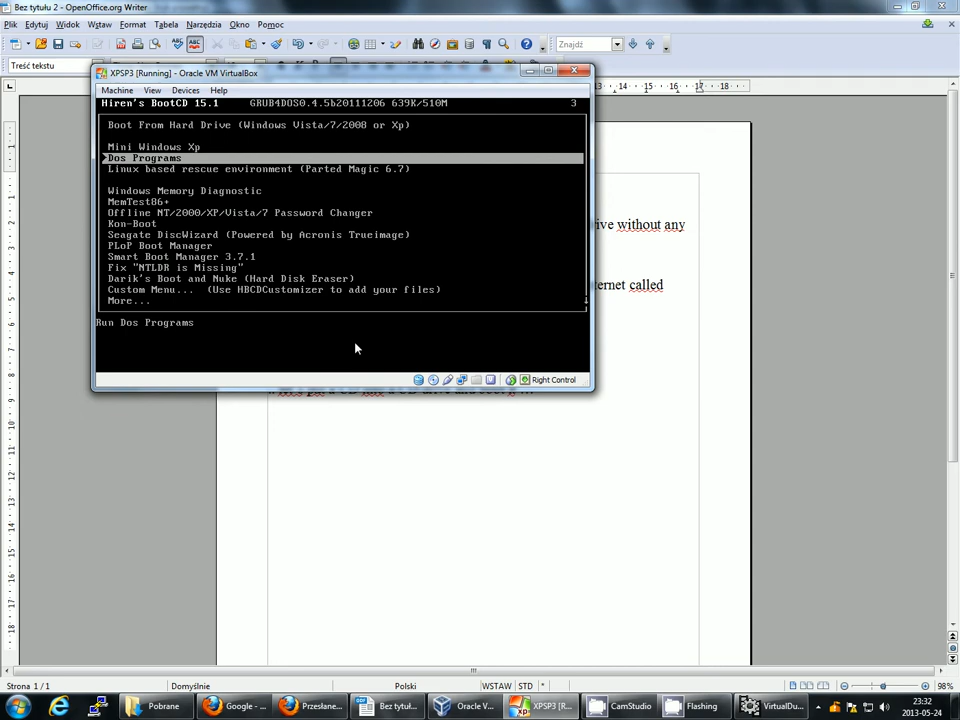 Bez tytułu 2 - OpenOffice.org Writer
Plik Edytuj Widok Wstaw Format Tabela Narzędzia Okno Pomoc
Znajdź
Treść tekstu
XPSP3 [Running] - Oracle VM VirtualBox
13 14 15 16 17 18
Machine View Devices Help
Hiren's BootCD 15.1 GRUB4DOS0.4.5b20111206 639K/510M 3
Boot From Hard Drive (Windows Vista/7/2008 or Xp)
Mini Windows Xp
Dos Programs
Linux based rescue environment (Parted Magic 6.7)
Windows Memory Diagnostic
MemTest86+
Offline NT/2000/XP/Vista/7 Password Changer
ive without any
Kon-Boot
Seagate DiscWizard (Powered by Acronis Trueimage)
PLoP Boot Manager
Smart Boot Manager 3.7.1
Fix "NTLDR is Missing"
Darik's Boot and Nuke (Hard Disk Eraser)
ternet called
Custom Menu... (Use HBCDCustomizer to add your files)
More...
Run Dos Programs
Right Control
Strona 1 / 1 Domyślnie Polski WSTAW STD * 98%
Pobrane Google - ... Przesłane... Bez tytuł... Oracle V... XPSP3 [R... CamStudio Flashing VirtualDu...
23:32
2013-05-24